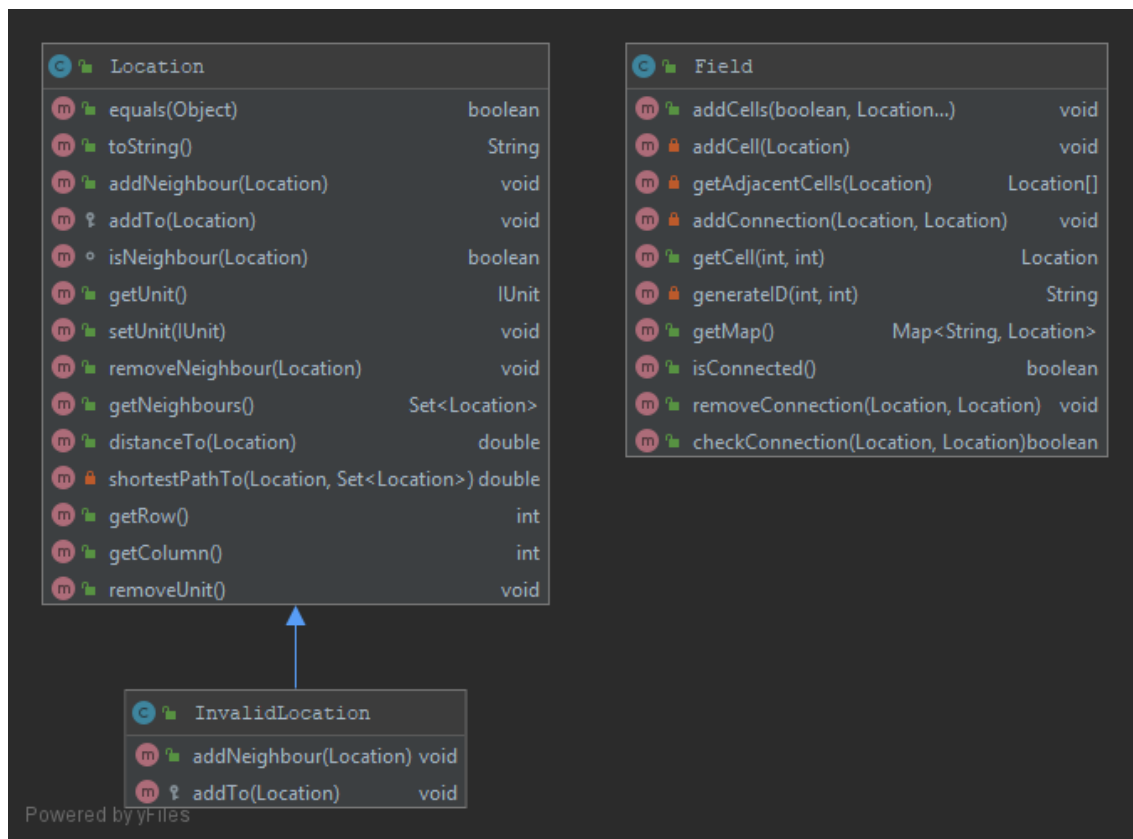 Location
equals(Object) boolean
toString() String
addNeighbour(Location) void
addTo(Location) void
isNeighbour(Location) boolean
getUnit() IUnit
setUnit(IUnit) void
removeNeighbour(Location) void
getNeighbours() Set<Location>
distanceTo(Location) double
shortestPathTo(Location, Set<Location>) double
getRow() int
getColumn() int
removeUnit() void
Field
addCells(boolean, Location...) void
addCell(Location) void
getAdjacentCells(Location) Location[]
addConnection(Location, Location) void
getCell(int, int) Location
generateID(int, int) String
getMap() Map<String, Location>
isConnected() boolean
removeConnection(Location, Location) void
checkConnection(Location, Location)boolean
InvalidLocation
addNeighbour(Location) void
addTo(Location) void
Powered by yFiles